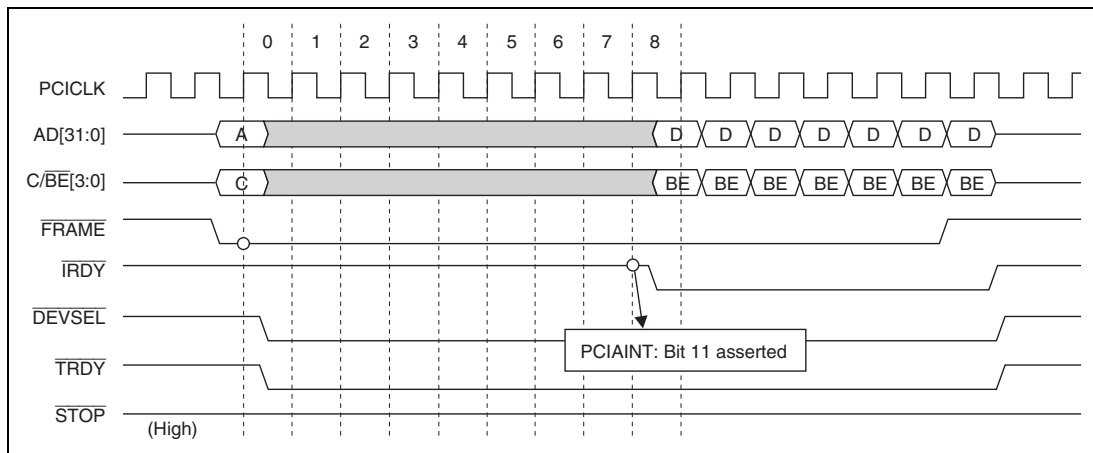 0 1 2 3 4 5 6 7 8
PCICLK
AD[31:0] A D D D D D D D
C/BE[3:0] C BE BE BE BE BE BE BE
FRAME
IRDY
DEVSEL
PCIAINT: Bit 11 asserted
TRDY
STOP
(High)